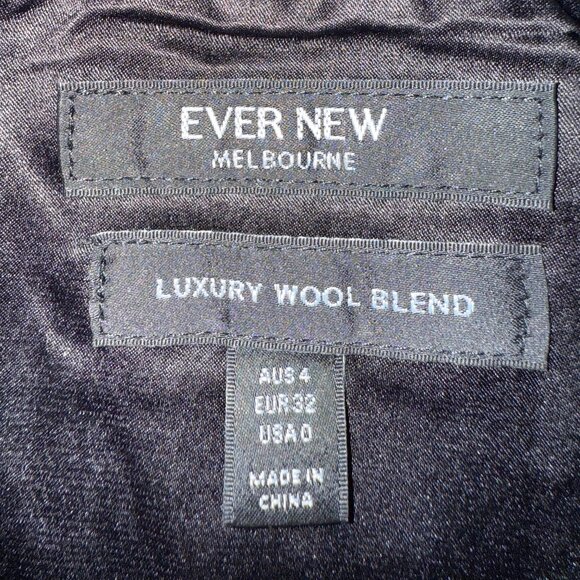 EVER NEW
MELBOURNE
LUXURY WOOL BLEND
AUS 4
EUR 32
USA 0
MADE IN
CHINA